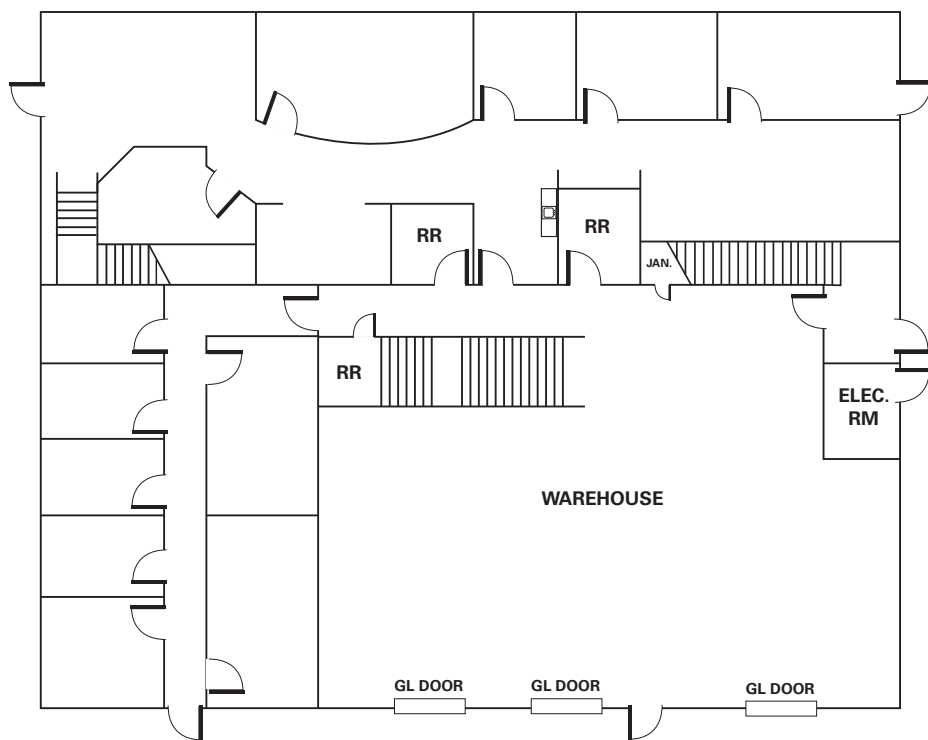 RR
RR
JAN.
RR
ELEC.
RM
WAREHOUSE
GL DOOR
GL DOOR
GL DOOR